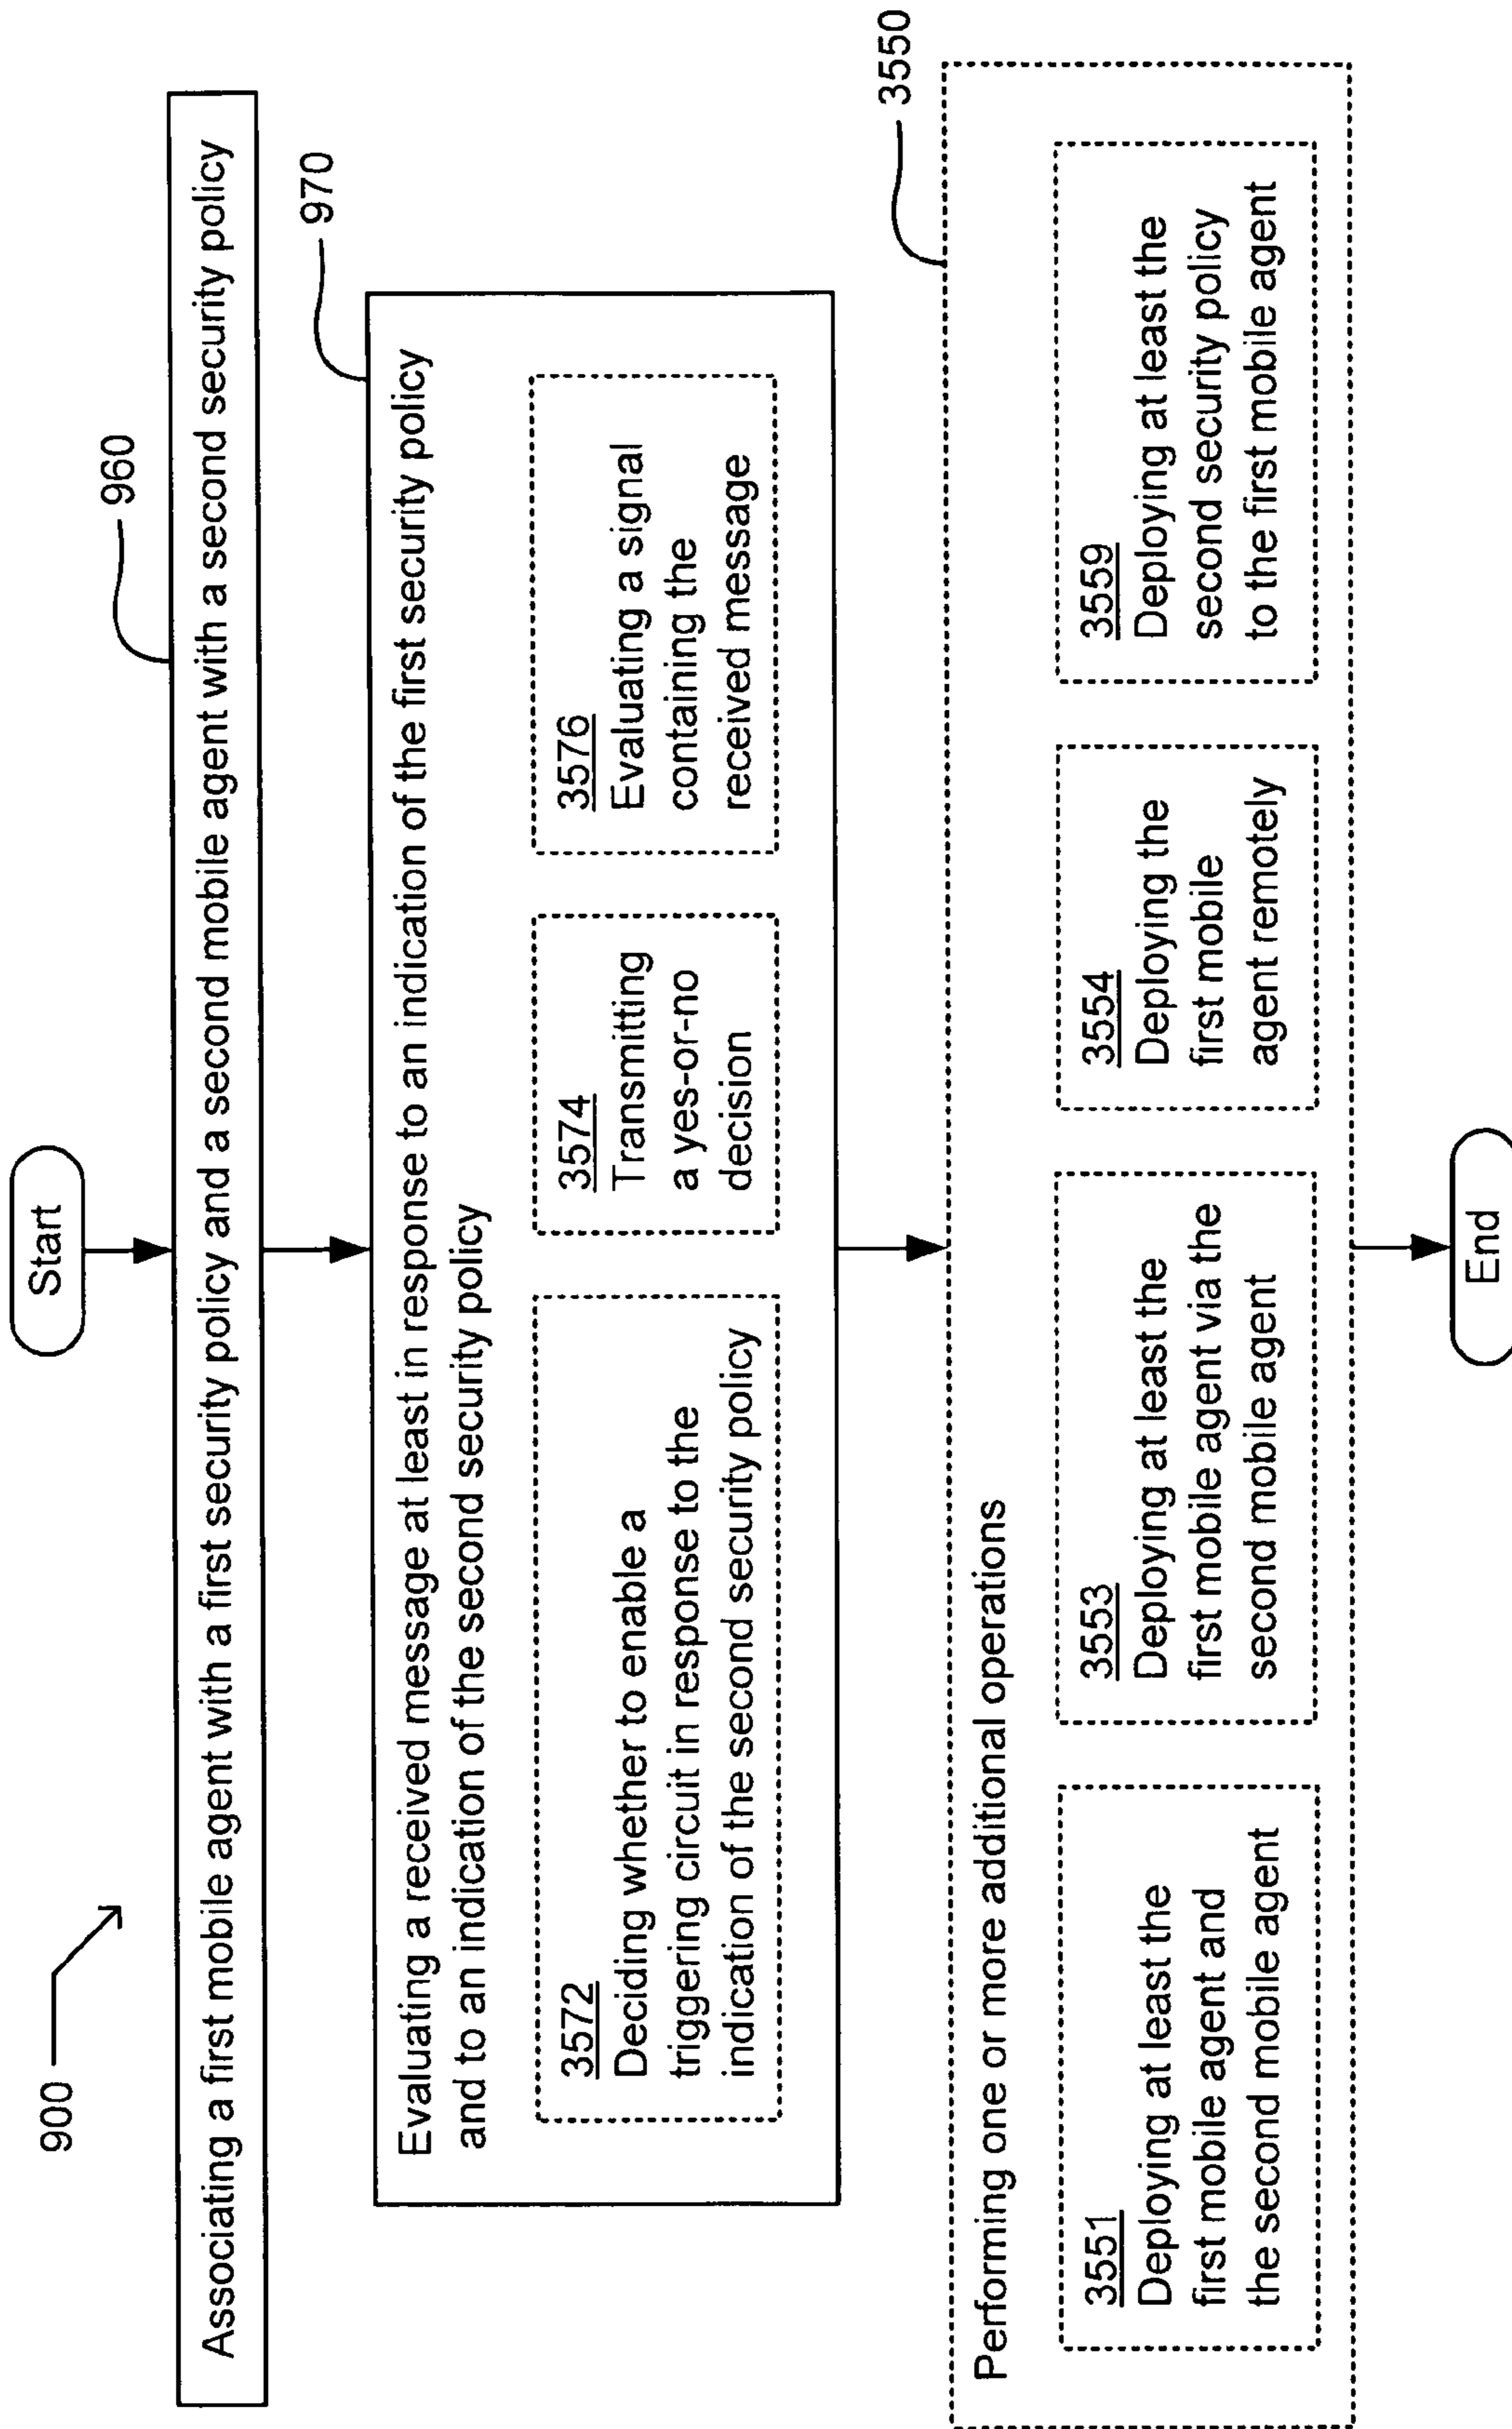 900
Start
960
Associating a first mobile agent with a first security policy and a second mobile agent with a second security policy
970
Evaluating a received message at least in response to an indication of the first security policy
and to an indication of the second security policy
3572
Deciding whether to enable a
triggering circuit in response to the
indication of the second security policy
3574
Transmitting
a yes-or-no
decision
3576
Evaluating a signal
containing the
received message
3550
Performing one or more additional operations
3551
Deploying at least the
first mobile agent and
the second mobile agent
3553
Deploying at least the
first mobile agent via the
second mobile agent
3554
Deploying the
first mobile
agent remotely
3559
Deploying at least the
second security policy
to the first mobile agent
End